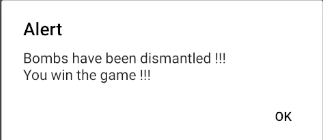 Alert
Bombs have been dismantled !!!
You win the game !!!
OK